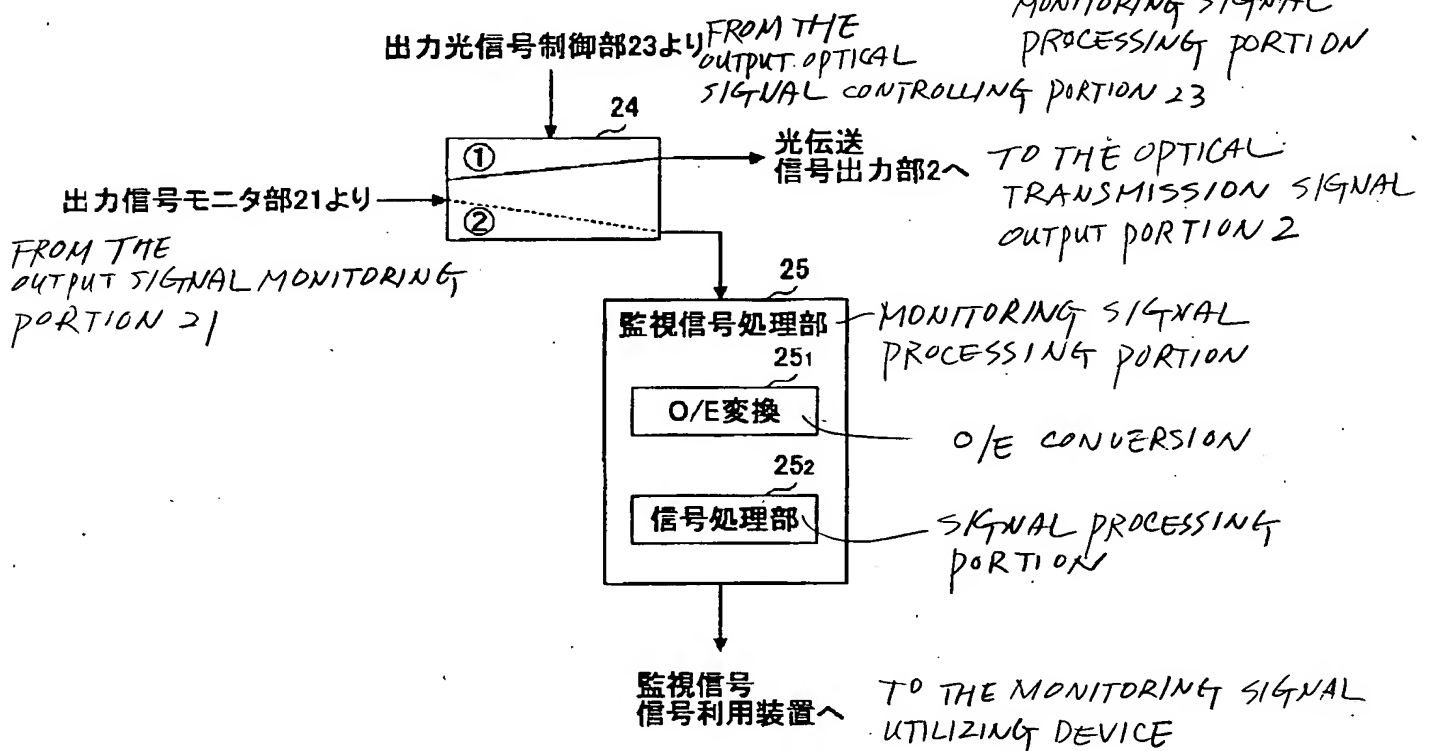 MONITORING SIGNAL
PROCESSING PORTION
出力光信号制御部23より
FROM THE
OUTPUT OPTICAL
SIGNAL CONTROLLING PORTION 23
24
①
②
光伝送
信号出力部2へ
TO THE OPTICAL
TRANSMISSION SIGNAL
OUTPUT PORTION 2
出力信号モニタ部21より
FROM THE
OUTPUT SIGNAL MONITORING
PORTION 21
25
監視信号処理部
MONITORING SIGNAL
PROCESSING PORTION
251
O/E変換
O/E CONVERSION
252
信号処理部
SIGNAL PROCESSING
PORTION
監視信号
信号利用装置へ
TO THE MONITORING SIGNAL
UTILIZING DEVICE